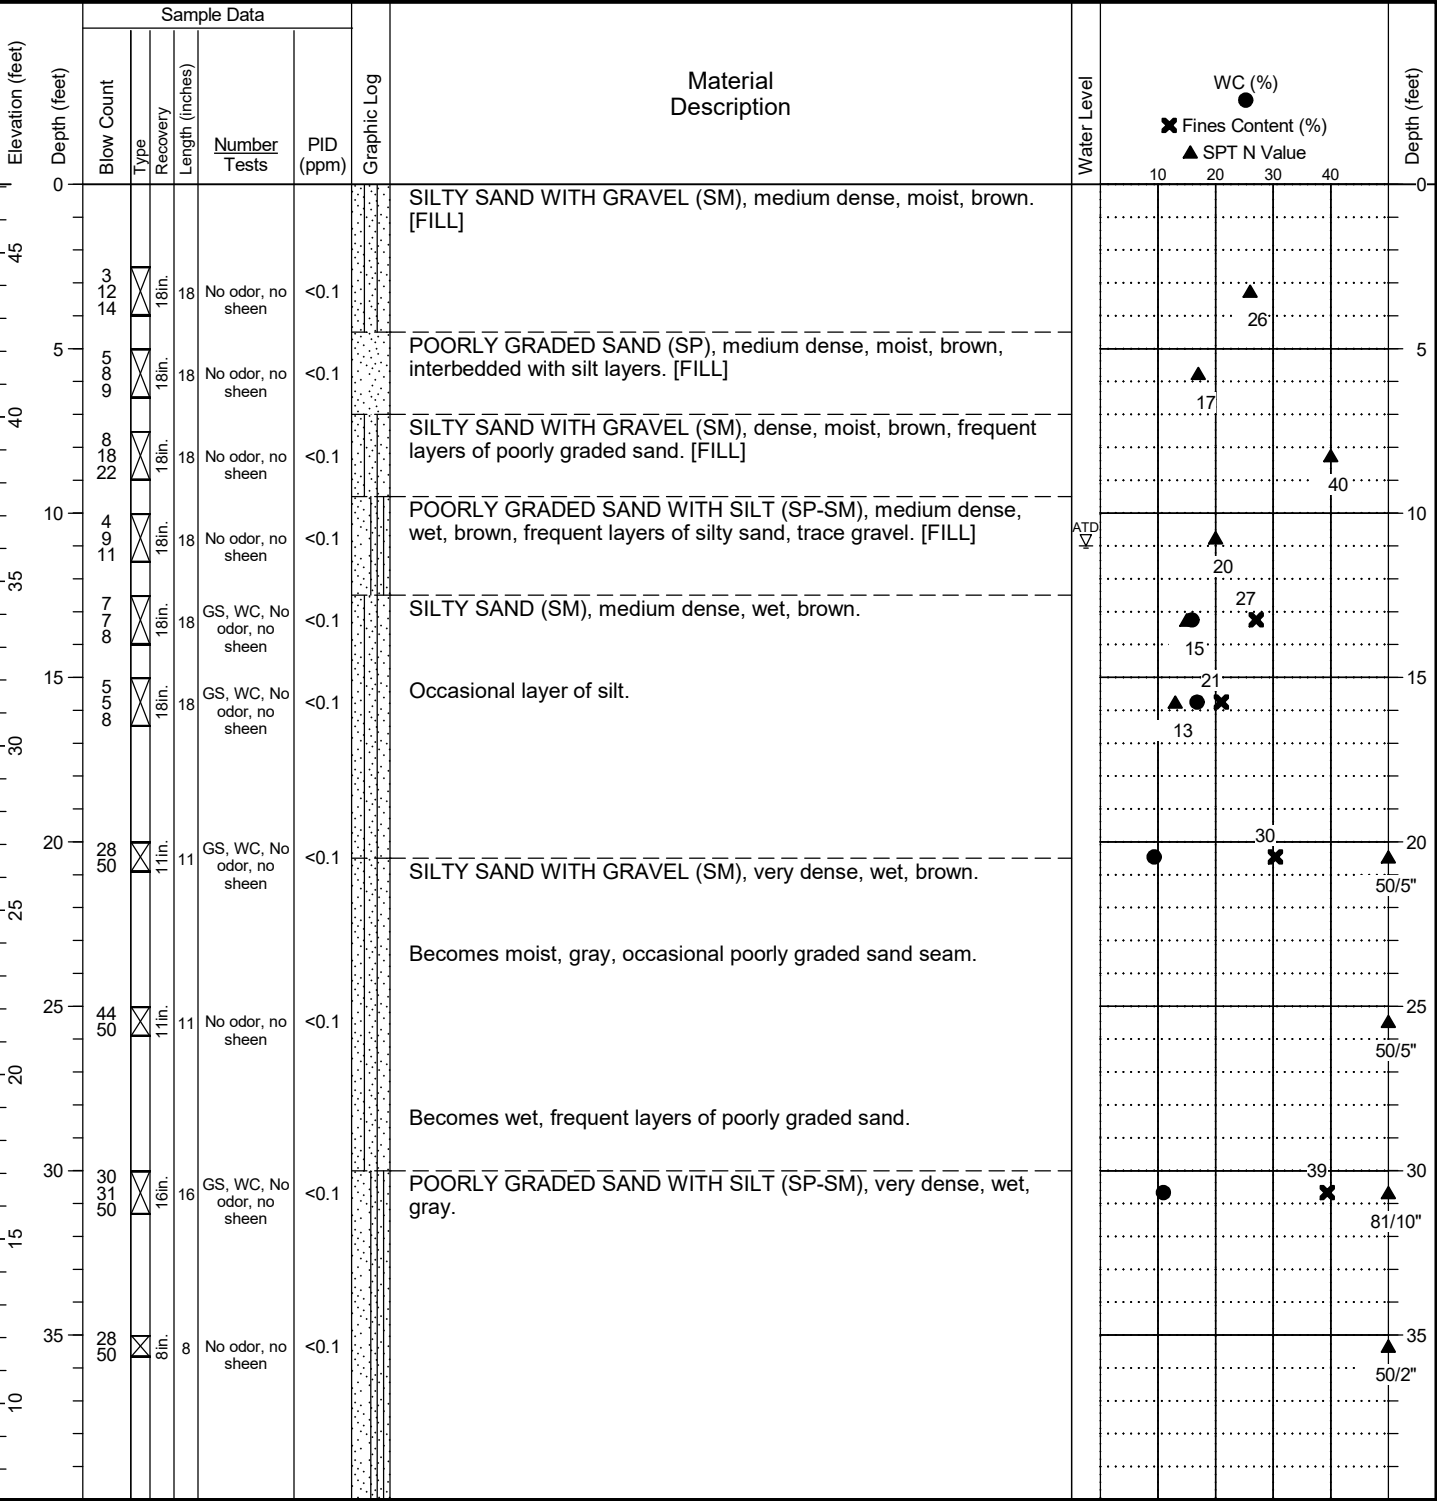 Sample Data
Elevation (feet)
Depth (feet)
Blow Count
Type
Recovery
Length (inches)
Number
Tests
PID
(ppm)
Graphic Log
Material
Description
Water Level
WC (%)
Fines Content (%)
SPT N Value
10 20 30 40
Depth (feet)
0
SILTY SAND WITH GRAVEL (SM), medium dense, moist, brown.
[FILL]
0
45
3
12
14
18in.
18
No odor, no
sheen
<0.1
26
5
5
8
9
18in.
18
No odor, no
sheen
<0.1
POORLY GRADED SAND (SP), medium dense, moist, brown,
interbedded with silt layers. [FILL]
17
5
40
8
18
22
18in.
18
No odor, no
sheen
<0.1
SILTY SAND WITH GRAVEL (SM), dense, moist, brown, frequent
layers of poorly graded sand. [FILL]
40
10
4
9
11
18in.
18
No odor, no
sheen
<0.1
POORLY GRADED SAND WITH SILT (SP-SM), medium dense,
wet, brown, frequent layers of silty sand, trace gravel. [FILL]
ATD
20
10
35
7
7
8
18in.
18
GS, WC, No
odor, no
sheen
<0.1
SILTY SAND (SM), medium dense, wet, brown.
27
15
15
5
5
8
18in.
18
GS, WC, No
odor, no
sheen
<0.1
Occasional layer of silt.
21
13
15
30
20
28
50
11in.
11
GS, WC, No
odor, no
sheen
<0.1
SILTY SAND WITH GRAVEL (SM), very dense, wet, brown.
30
50/5"
20
25
Becomes moist, gray, occasional poorly graded sand seam.
25
44
50
11in.
11
No odor, no
sheen
<0.1
50/5"
25
20
Becomes wet, frequent layers of poorly graded sand.
30
30
31
50
16in.
16
GS, WC, No
odor, no
sheen
<0.1
POORLY GRADED SAND WITH SILT (SP-SM), very dense, wet,
gray.
39
81/10"
30
15
35
28
50
8in.
8
No odor, no
sheen
<0.1
50/2"
35
10